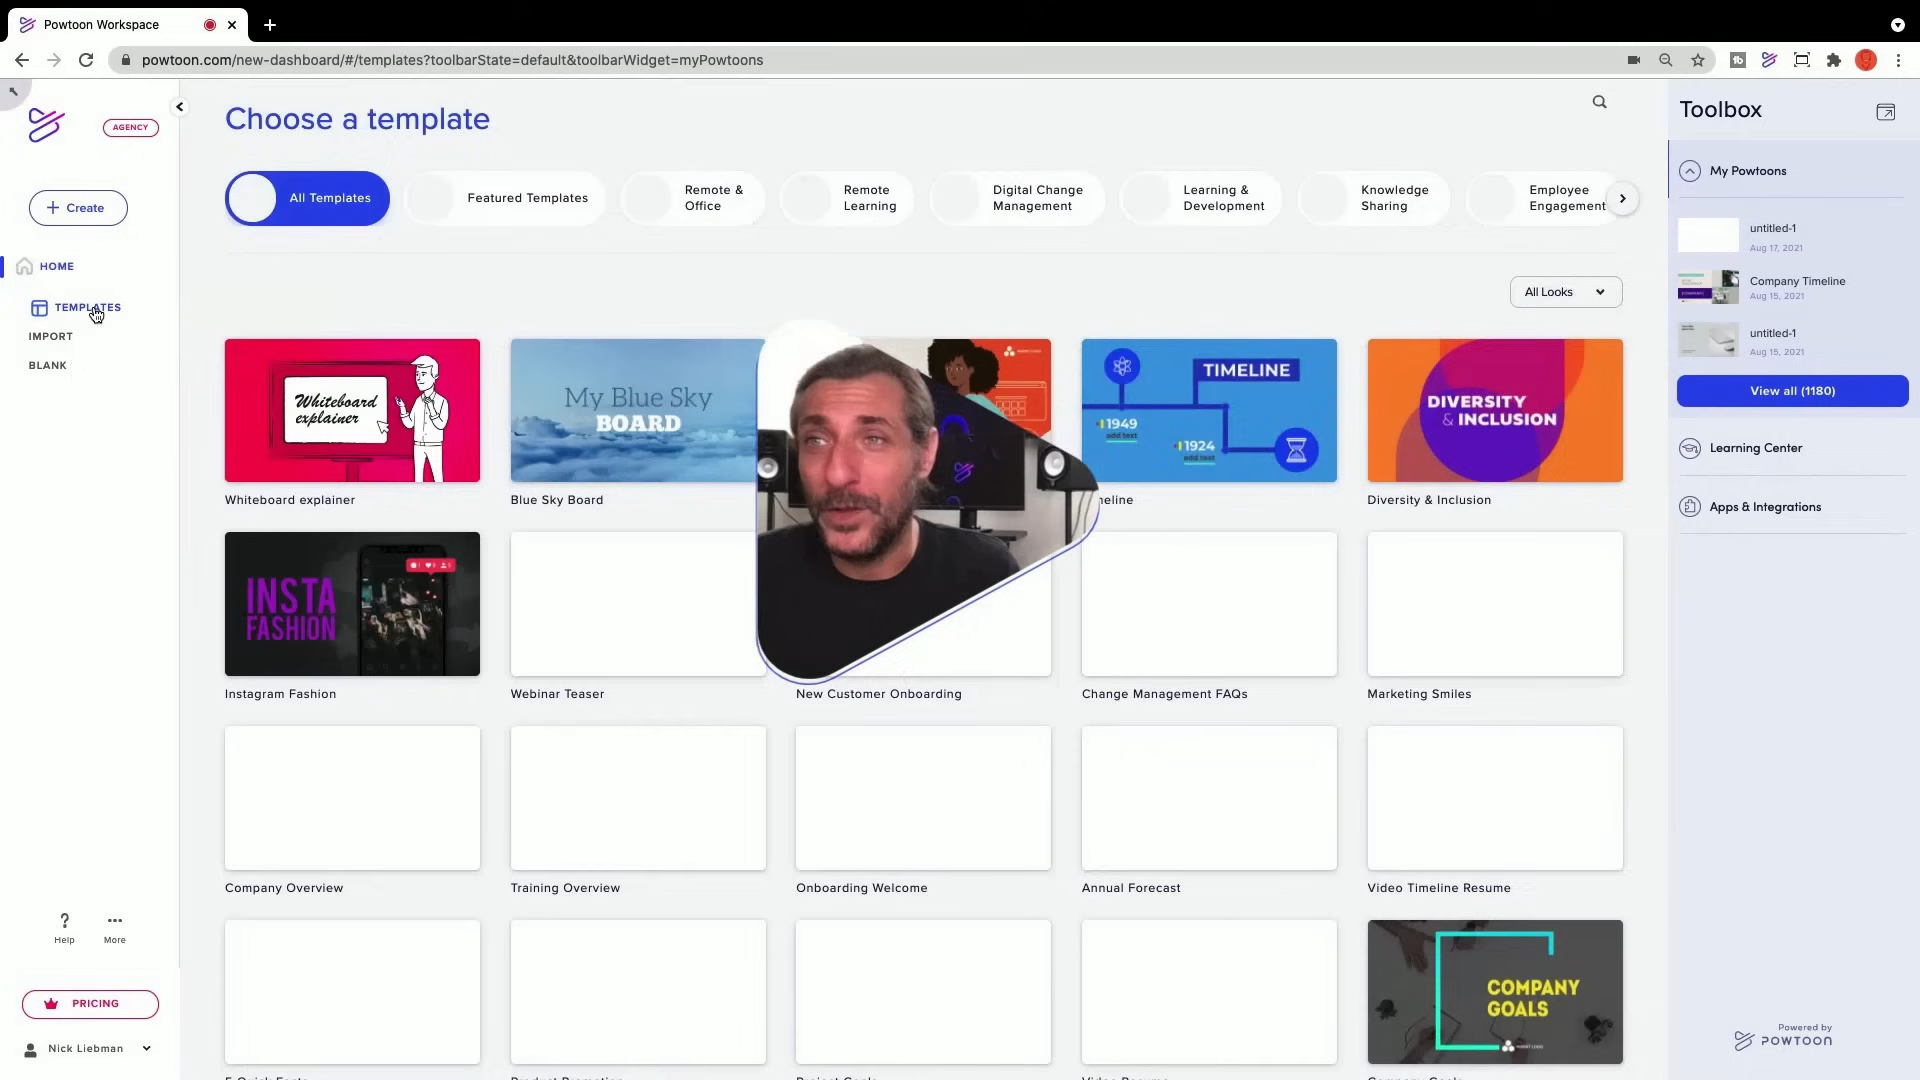 Powtoon Workspace
powtoon.com/new-dashboard/#/templates?toolbarState=default&toolbarWidget=myPowtoons
AGENCY
+ Create
HOME
TEMPLATES
IMPORT
BLANK
? Help
... More
PRICING
Nick Liebman
Choose a template
All Templates
Featured Templates
Remote &
Office
Remote
Learning
Digital Change
Management
Learning &
Development
Knowledge
Sharing
Employee
Engagement
All Looks
Whiteboard
explainer
My Blue Sky
BOARD
TIMELINE
1949
add text
1924
add text
DIVERSITY
& INCLUSION
Whiteboard explainer
Blue Sky Board
Diversity & Inclusion
INSTA
FASHION
Instagram Fashion
Webinar Teaser
New Customer Onboarding
Change Management FAQs
Marketing Smiles
Company Overview
Training Overview
Onboarding Welcome
Annual Forecast
Video Timeline Resume
COMPANY
GOALS
Toolbox
My Powtoons
untitled-1
Aug 17, 2021
Company Timeline
Aug 15, 2021
untitled-1
Aug 15, 2021
View all (1180)
Learning Center
Apps & Integrations
Powered by
POWTOON